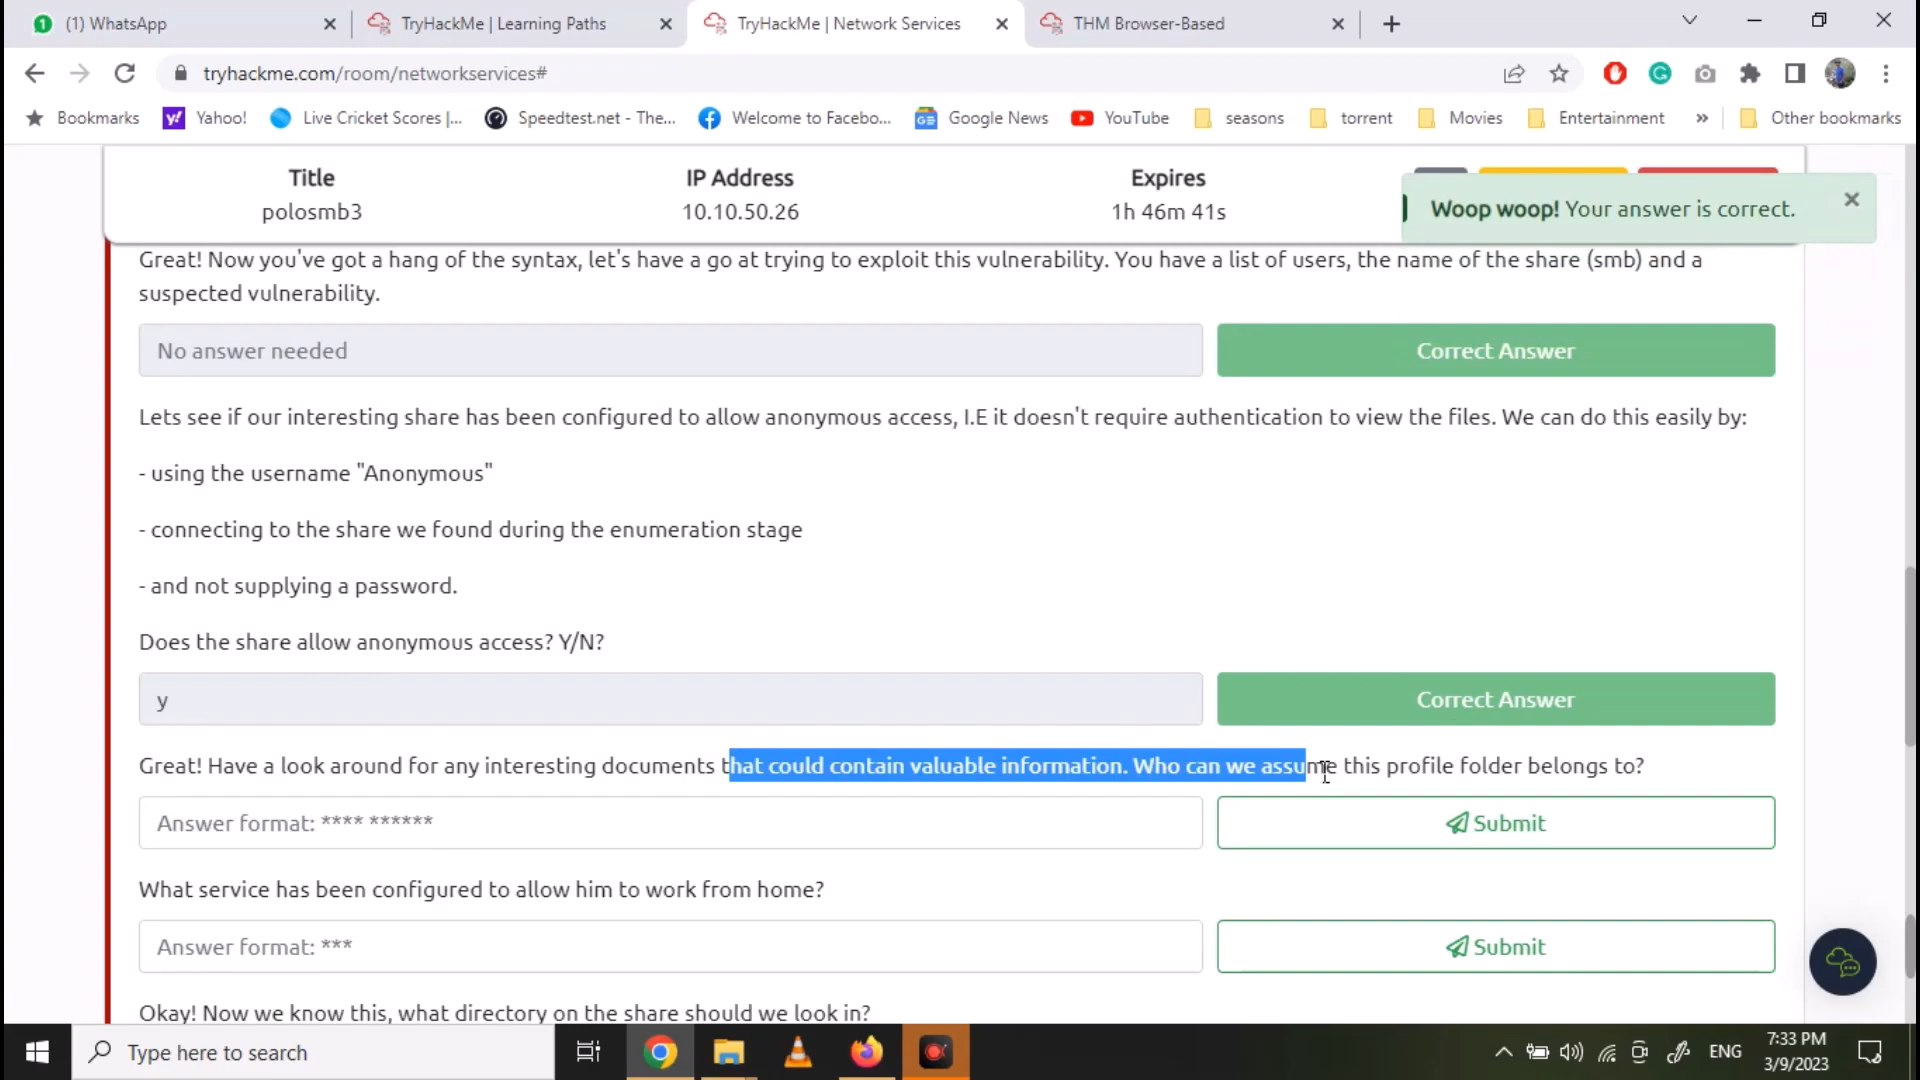 (1) WhatsApp
TryHackMe | Learning Paths
TryHackMe | Network Services
THM Browser-Based
tryhackme.com/room/networkservices#
Bookmarks
Yahoo!
Live Cricket Scores |...
Speedtest.net - The...
Welcome to Facebo...
Google News
YouTube
seasons
torrent
Movies
Entertainment
»
Other bookmarks
Title
IP Address
Expires
polosmb3
10.10.50.26
1h 46m 41s
Woop woop! Your answer is correct.
Great! Now you've got a hang of the syntax, let's have a go at trying to exploit this vulnerability. You have a list of users, the name of the share (smb) and a
suspected vulnerability.
No answer needed
Correct Answer
Lets see if our interesting share has been configured to allow anonymous access, I.E it doesn't require authentication to view the files. We can do this easily by:
- using the username "Anonymous"
- connecting to the share we found during the enumeration stage
- and not supplying a password.
Does the share allow anonymous access? Y/N?
y
Correct Answer
Great! Have a look around for any interesting documents that could contain valuable information. Who can we assume this profile folder belongs to?
Answer format: **** ******
Submit
What service has been configured to allow him to work from home?
Answer format: ***
Submit
Okay! Now we know this, what directory on the share should we look in?
Type here to search
ENG
7:33 PM
3/9/2023